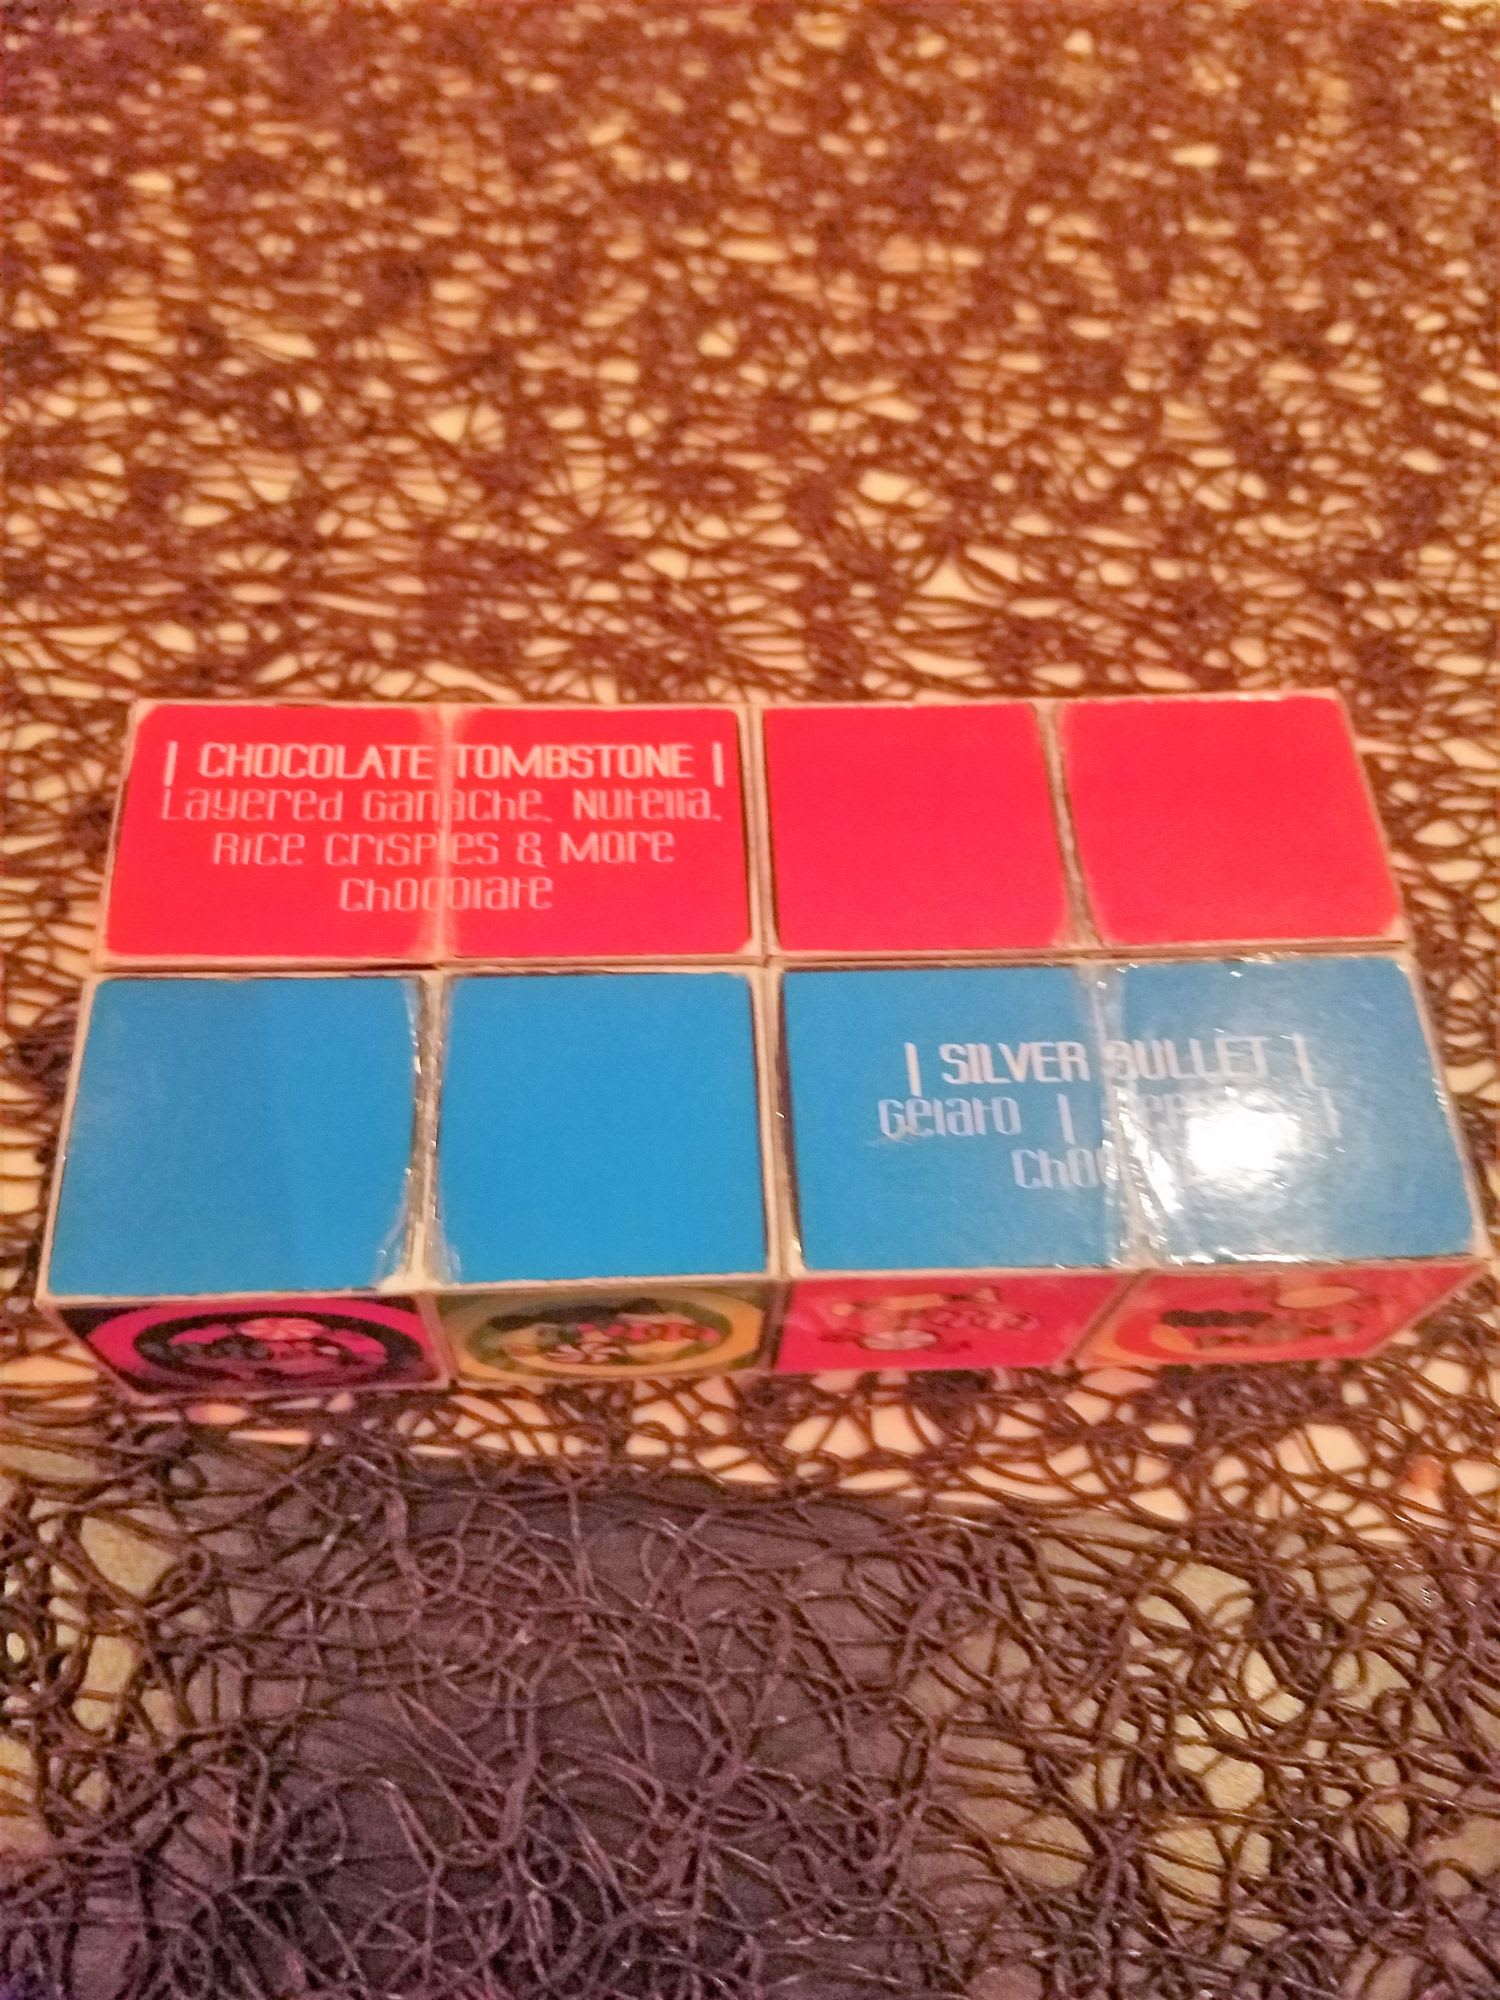 | CHOCOLATE TOMBSTONE |
Layered Ganache, Nutella,
Rice Crispies & More
Chocolate
| SILVER BULLET |
Gelato |